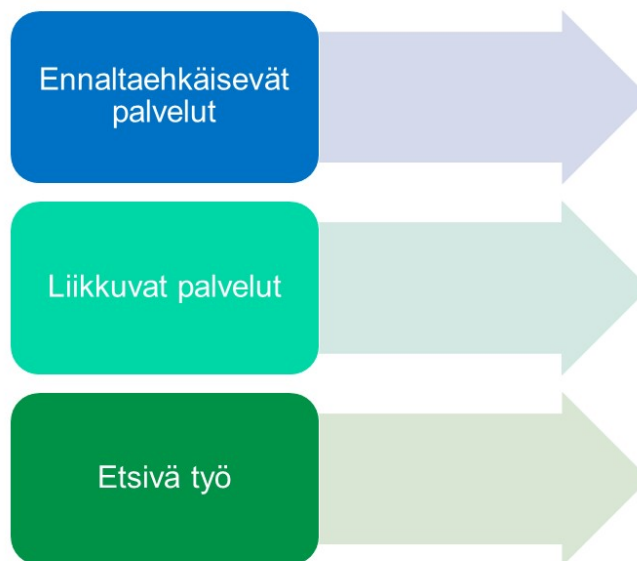 Ennaltaehkäisevät
palvelut
Liikkuvat palvelut
Etsivä työ